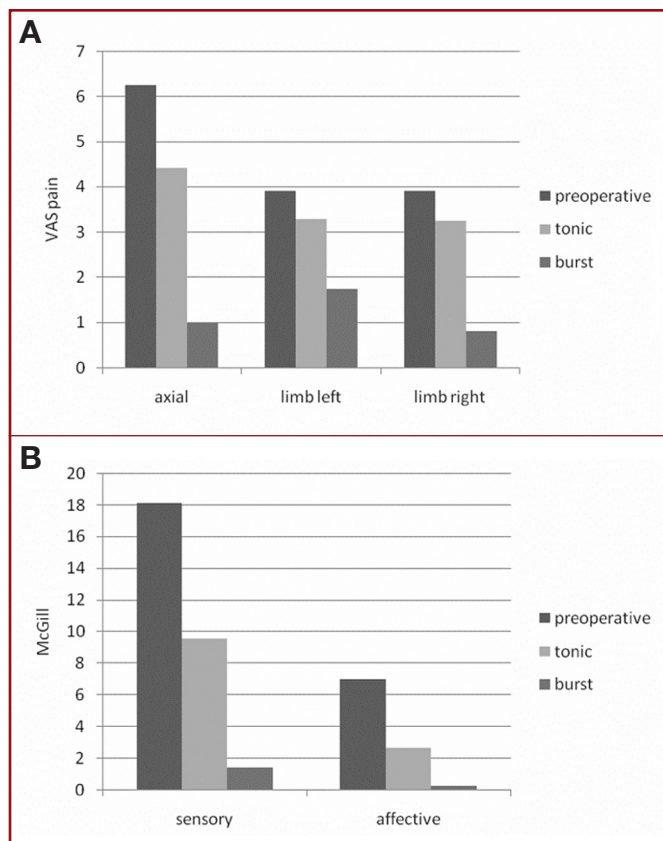 A
7
6
5
4
3
2
1
0
VAS pain
axial limb left limb right
preoperative
tonic
burst
B
20
18
16
14
12
10
8
6
4
2
0
McGill
sensory affective
preoperative
tonic
burst